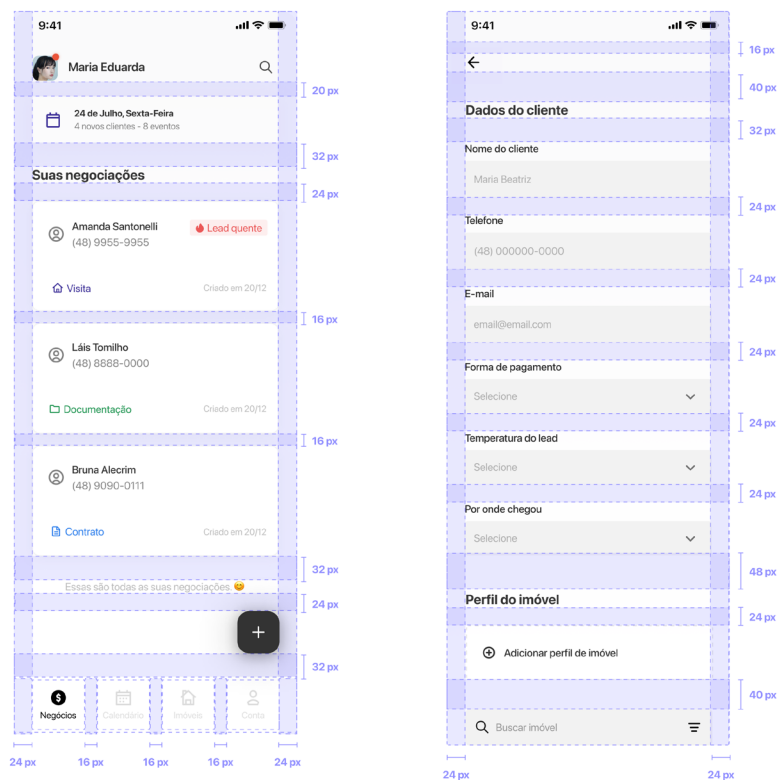 9:41
Maria Eduarda
20 px
24 de Julho, Sexta-Feira
4 novos clientes - 8 eventos
32 px
Suas negociações
24 px
Amanda Santonelli
Lead quente
(48) 9955-9955
Visita
Criado em 20/12
16 px
Láis Tomilho
(48) 8888-0000
Documentação
Criado em 20/12
16 px
Bruna Alecrim
(48) 9090-0111
Contrato
Criado em 20/12
32 px
Essas são todas as suas negociações. 😊
24 px
+
32 px
$
Negócios
Calendário
Imóveis
Conta
24 px
16 px
16 px
16 px
24 px
9:41
16 px
40 px
Dados do cliente
32 px
Nome do cliente
Maria Beatriz
24 px
Telefone
(48) 000000-0000
24 px
E-mail
email@email.com
24 px
Forma de pagamento
Selecione
24 px
Temperatura do lead
Selecione
24 px
Por onde chegou
Selecione
48 px
Perfil do imóvel
24 px
Adicionar perfil de imóvel
40 px
Buscar imóvel
24 px
24 px